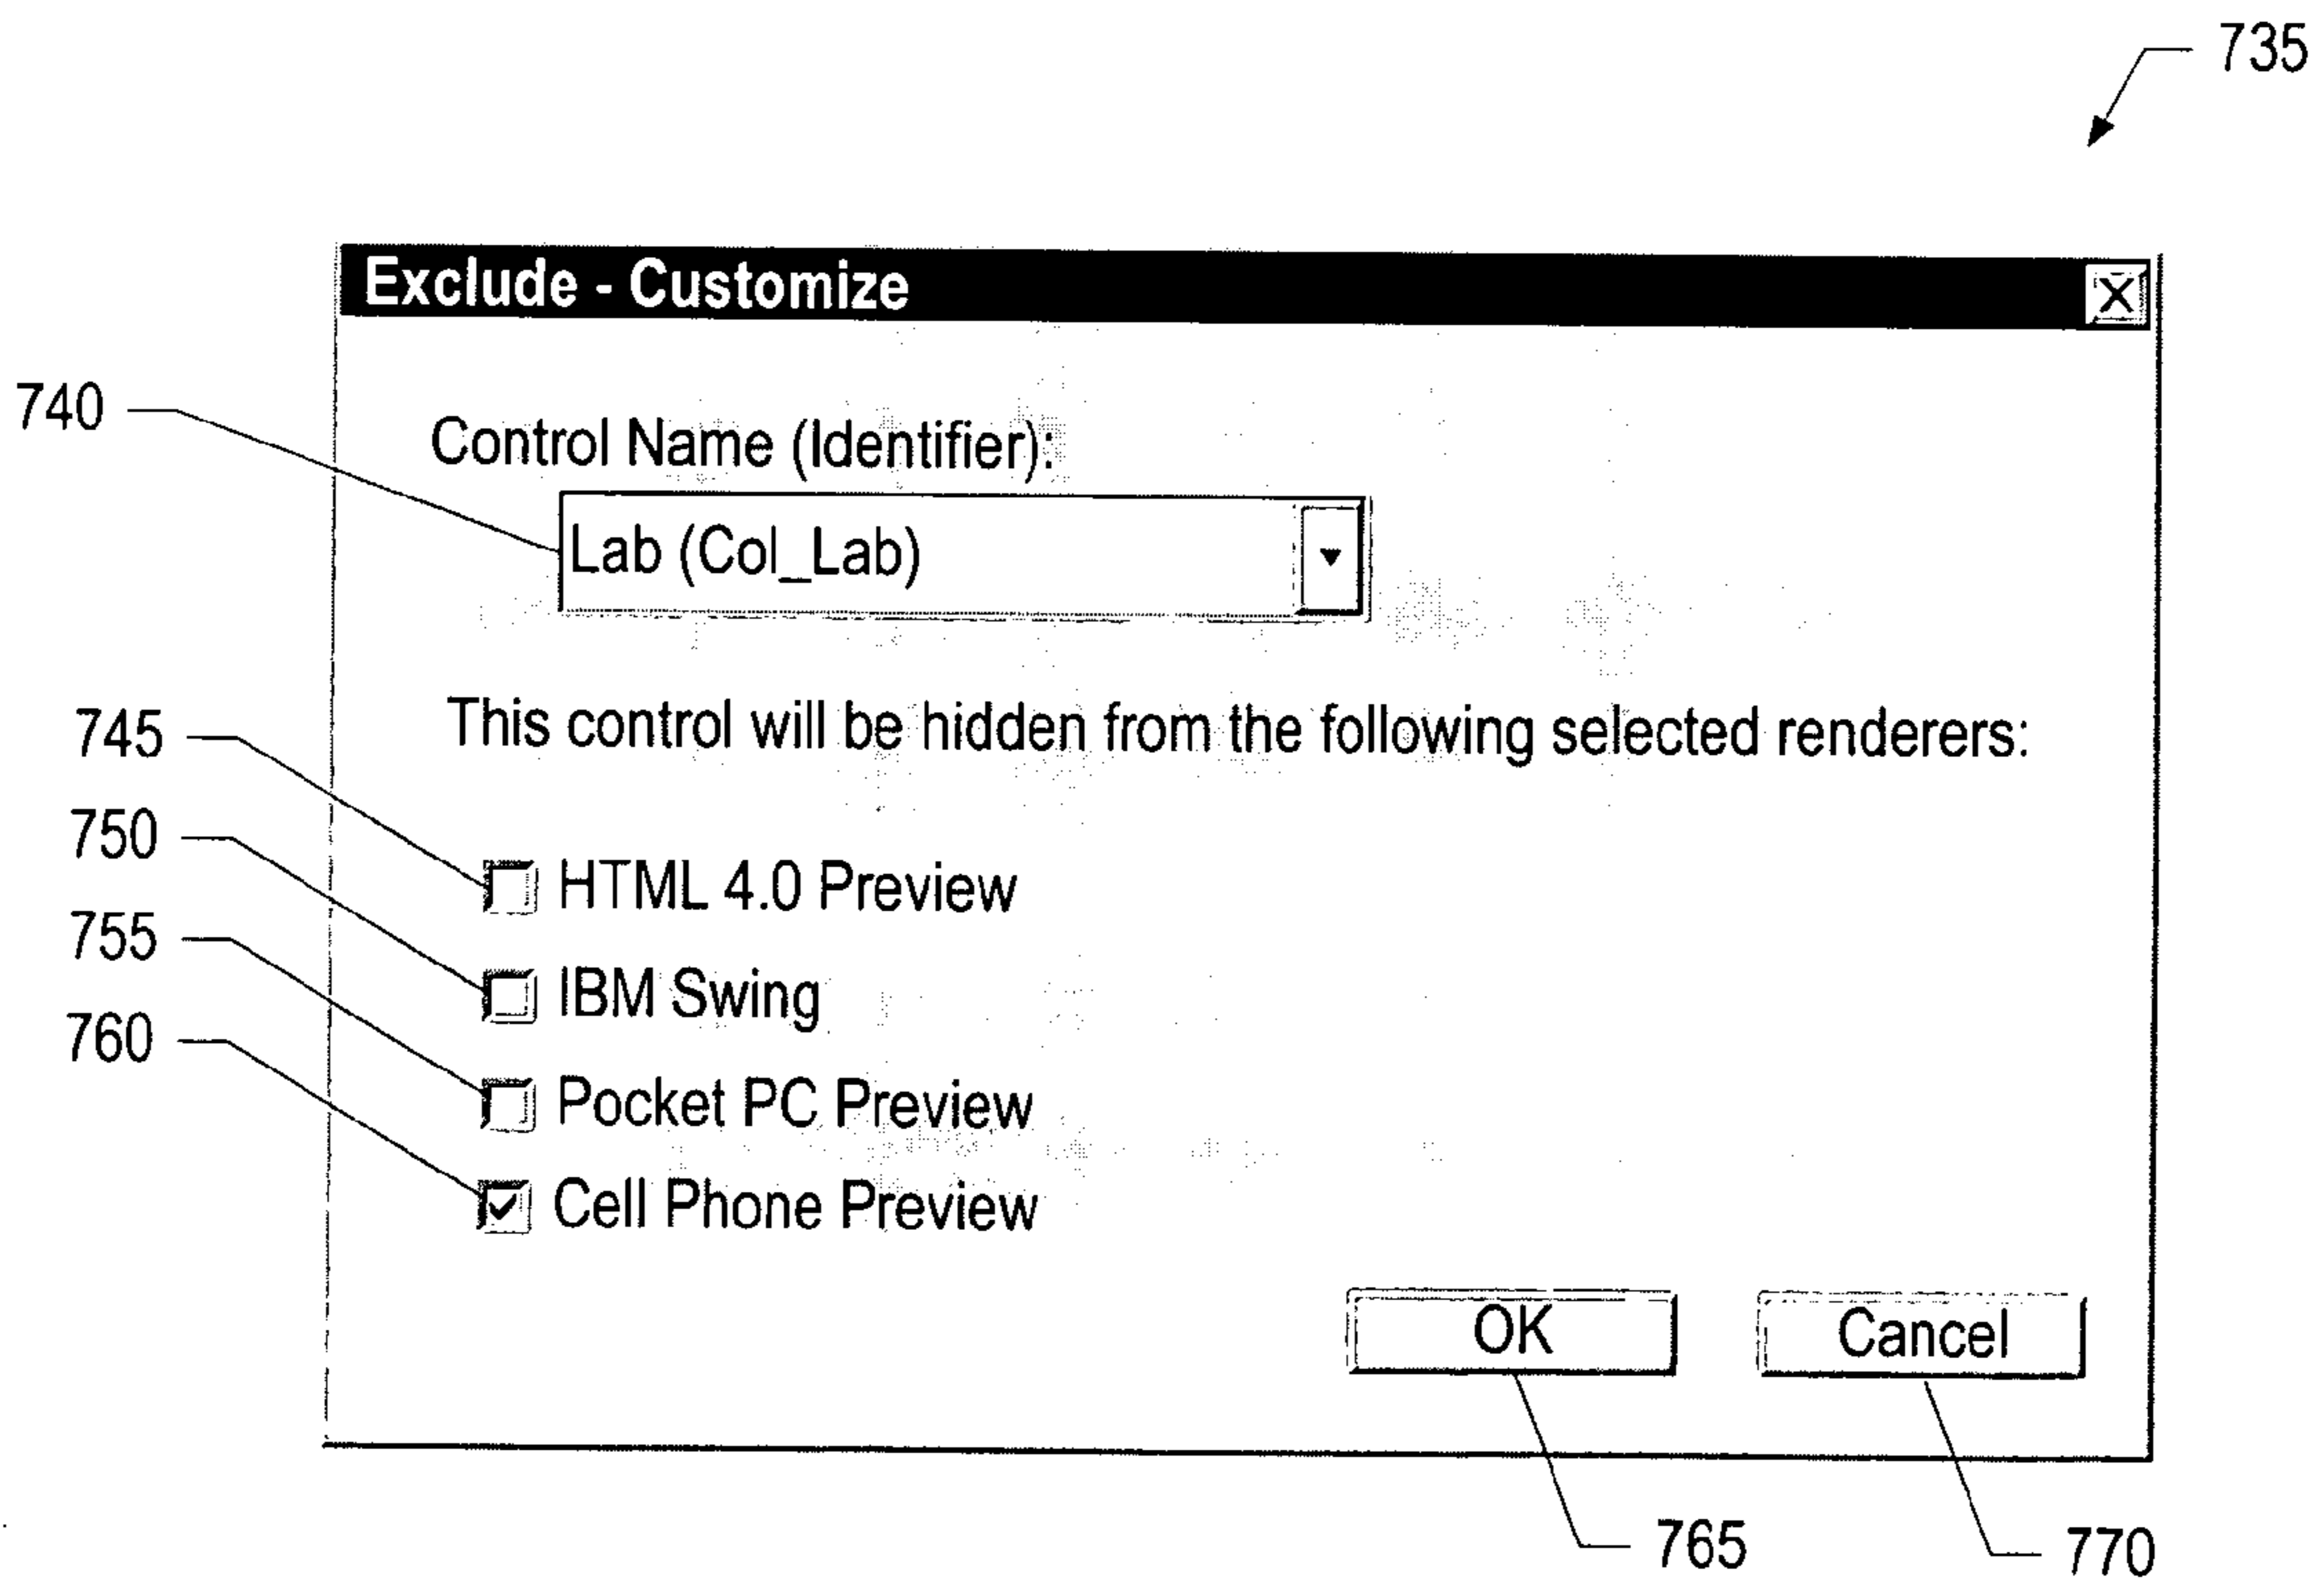 735
Exclude - Customize
740
Control Name (Identifier):
Lab (Col_Lab)
This control will be hidden from the following selected renderers:
745
750
HTML 4.0 Preview
755
IBM Swing
760
Pocket PC Preview
Cell Phone Preview
OK
Cancel
765
770